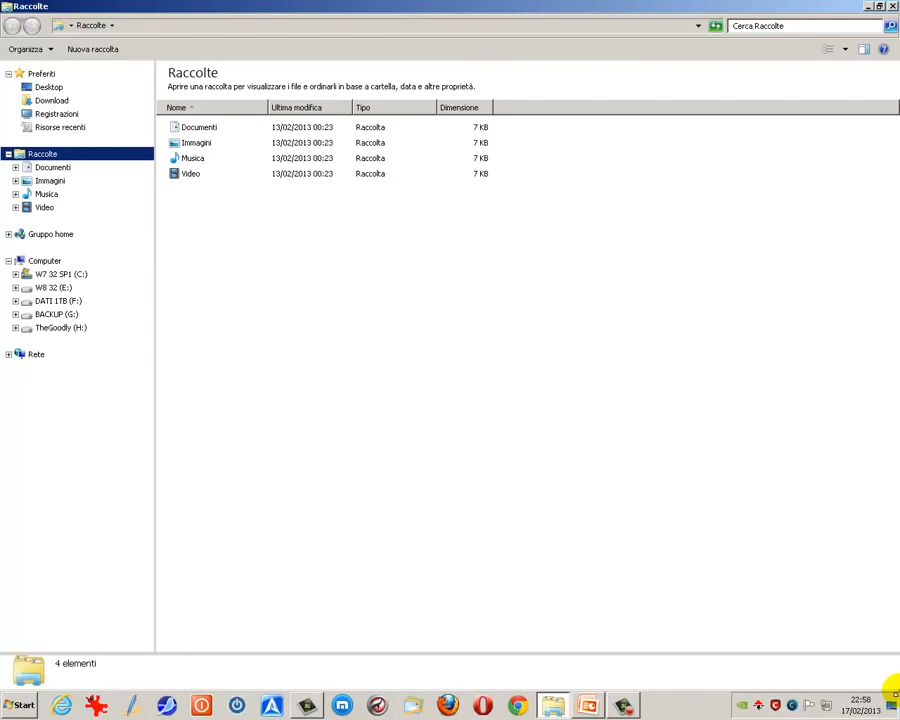 Raccolte
Raccolte
Cerca Raccolte
Organizza
Nuova raccolta
Preferiti
Desktop
Download
Registrazioni
Risorse recenti
Raccolte
Documenti
Immagini
Musica
Video
Gruppo home
Computer
W7 32 SP1 (C:)
W8 32 (E:)
DATI 1TB (F:)
BACKUP (G:)
TheGoodly (H:)
Rete
Raccolte
Aprire una raccolta per visualizzare i file e ordinarli in base a cartella, data e altre proprietà.
Nome Ultima modifica Tipo Dimensione
Documenti 13/02/2013 00:23 Raccolta 7 KB
Immagini 13/02/2013 00:23 Raccolta 7 KB
Musica 13/02/2013 00:23 Raccolta 7 KB
Video 13/02/2013 00:23 Raccolta 7 KB
4 elementi
Start
22:58
17/02/2013